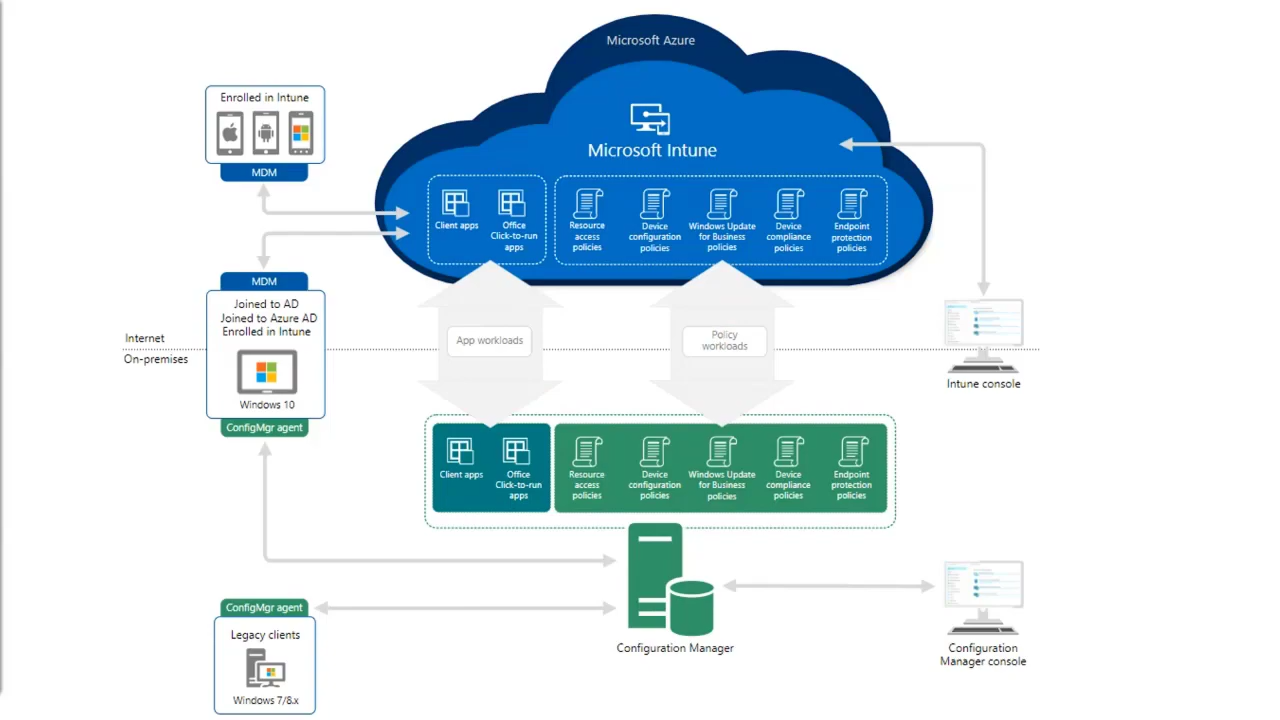 Microsoft Azure
Enrolled in Intune
MDM
Microsoft Intune
Client apps
Office
Click-to-run
apps
Resource
access
policies
Device
configuration
policies
Windows Update
for Business
policies
Device
compliance
policies
Endpoint
protection
policies
MDM
Joined to AD
Joined to Azure AD
Enrolled in Intune
Windows 10
ConfigMgr agent
Internet
On-premises
App workloads
Policy
workloads
Intune console
Client apps
Office
Click-to-run
apps
Resource
access
policies
Device
configuration
policies
Windows Update
for Business
policies
Device
compliance
policies
Endpoint
protection
policies
ConfigMgr agent
Legacy clients
Windows 7/8.x
Configuration Manager
Configuration
Manager console